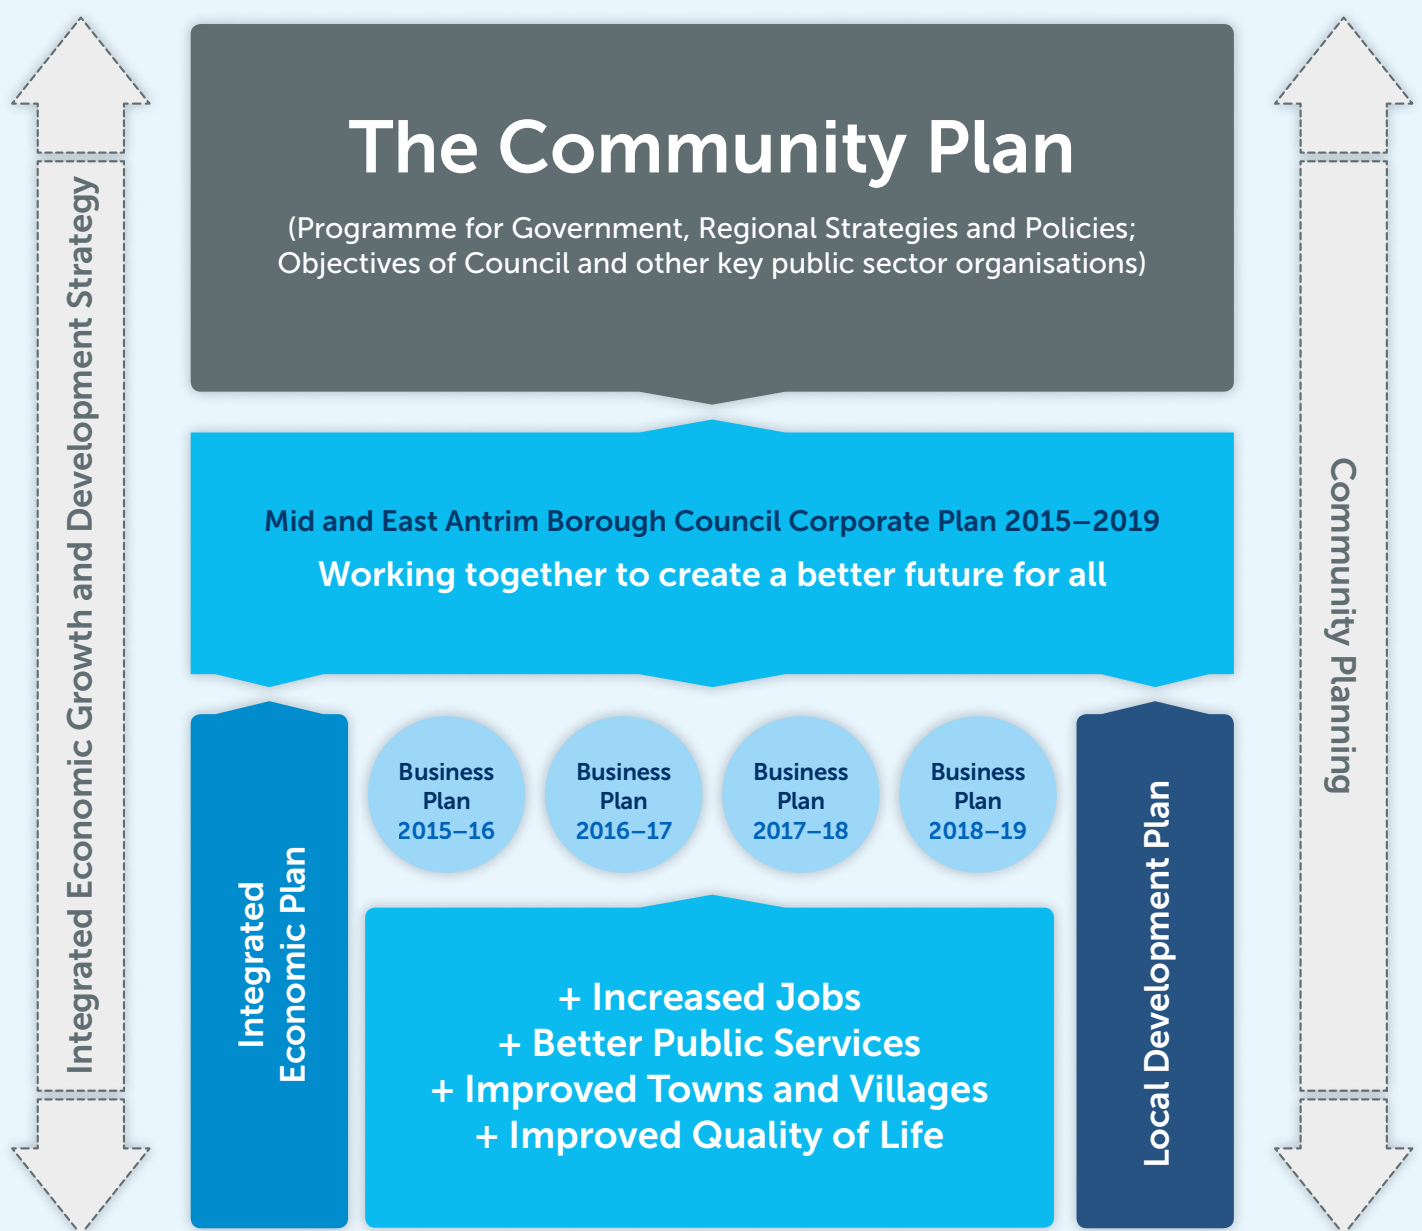 The Community Plan
(Programme for Government, Regional Strategies and Policies;
Objectives of Council and other key public sector organisations)
Integrated Economic Growth and Development Strategy
Community Planning
Mid and East Antrim Borough Council Corporate Plan 2015–2019
Working together to create a better future for all
Integrated
Economic Plan
Business
Plan
2015–16
Business
Plan
2016–17
Business
Plan
2017–18
Business
Plan
2018–19
Local Development Plan
+ Increased Jobs
+ Better Public Services
+ Improved Towns and Villages
+ Improved Quality of Life